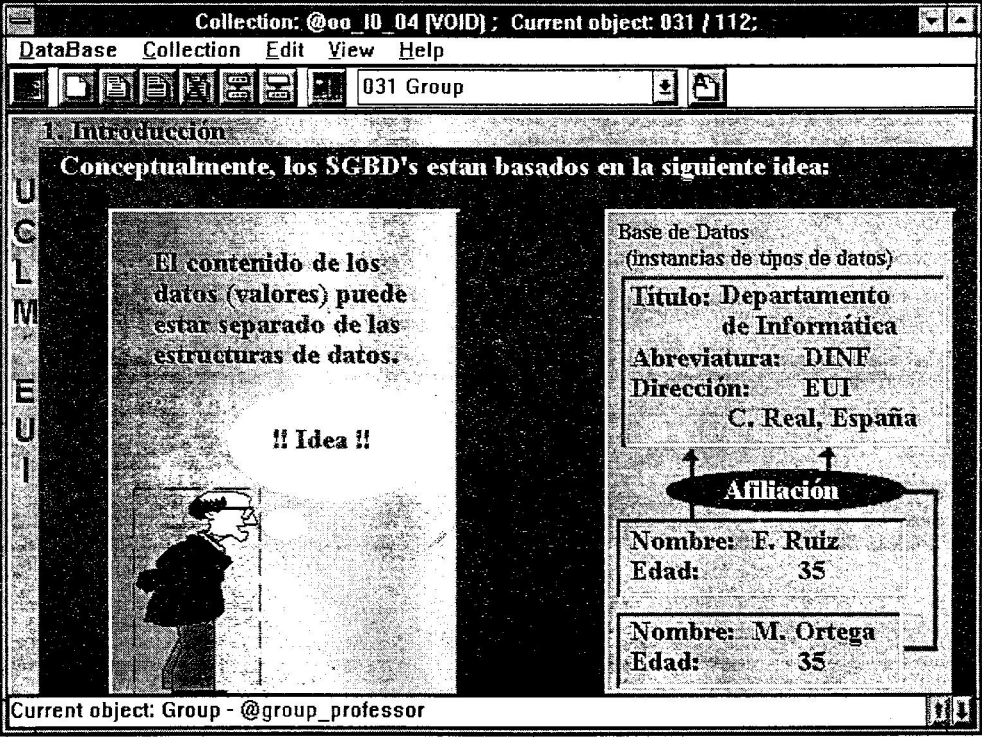 Collection: @oo_l0_04 (VOID) ; Current object: 031 / 112;
DataBase Collection Edit View Help
031 Group
1. Introducción
Conceptualmente, los SGBD's estan basados en la siguiente idea:
UCLM, EUI
El contenido de los
datos (valores) puede
estar separado de las
estructuras de datos.
!! Idea !!
Base de Datos
(instancias de tipos de datos)
Título: Departamento
de Informática
Abreviatura: DINF
Dirección: EUI
C. Real, España
Afiliación
Nombre: F. Ruiz
Edad: 35
Nombre: M. Ortega
Edad: 35
Current object: Group - @group_professor